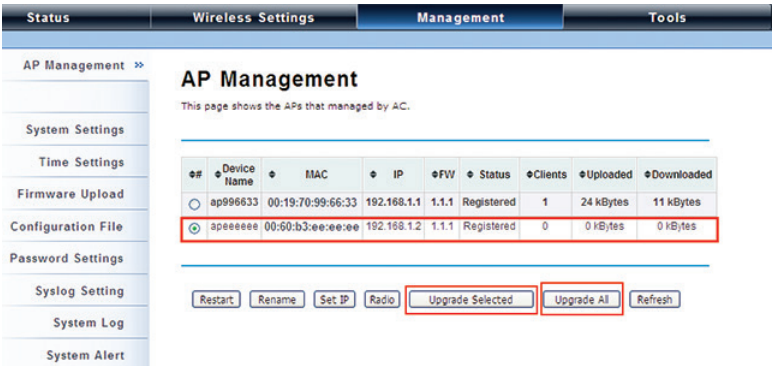 Status Wireless Settings Management Tools
AP Management »
System Settings
Time Settings
Firmware Upload
Configuration File
Password Settings
Syslog Setting
System Log
System Alert
AP Management
This page shows the APs that managed by AC.
# Device Name MAC IP FW Status Clients Uploaded Downloaded
ap996633 00:19:70:99:66:33 192.168.1.1 1.1.1 Registered 1 24 kBytes 11 kBytes
apeeeeee 00:60:b3:ee:ee:ee 192.168.1.2 1.1.1 Registered 0 0 kBytes 0 kBytes
Restart Rename Set IP Radio Upgrade Selected Upgrade All Refresh